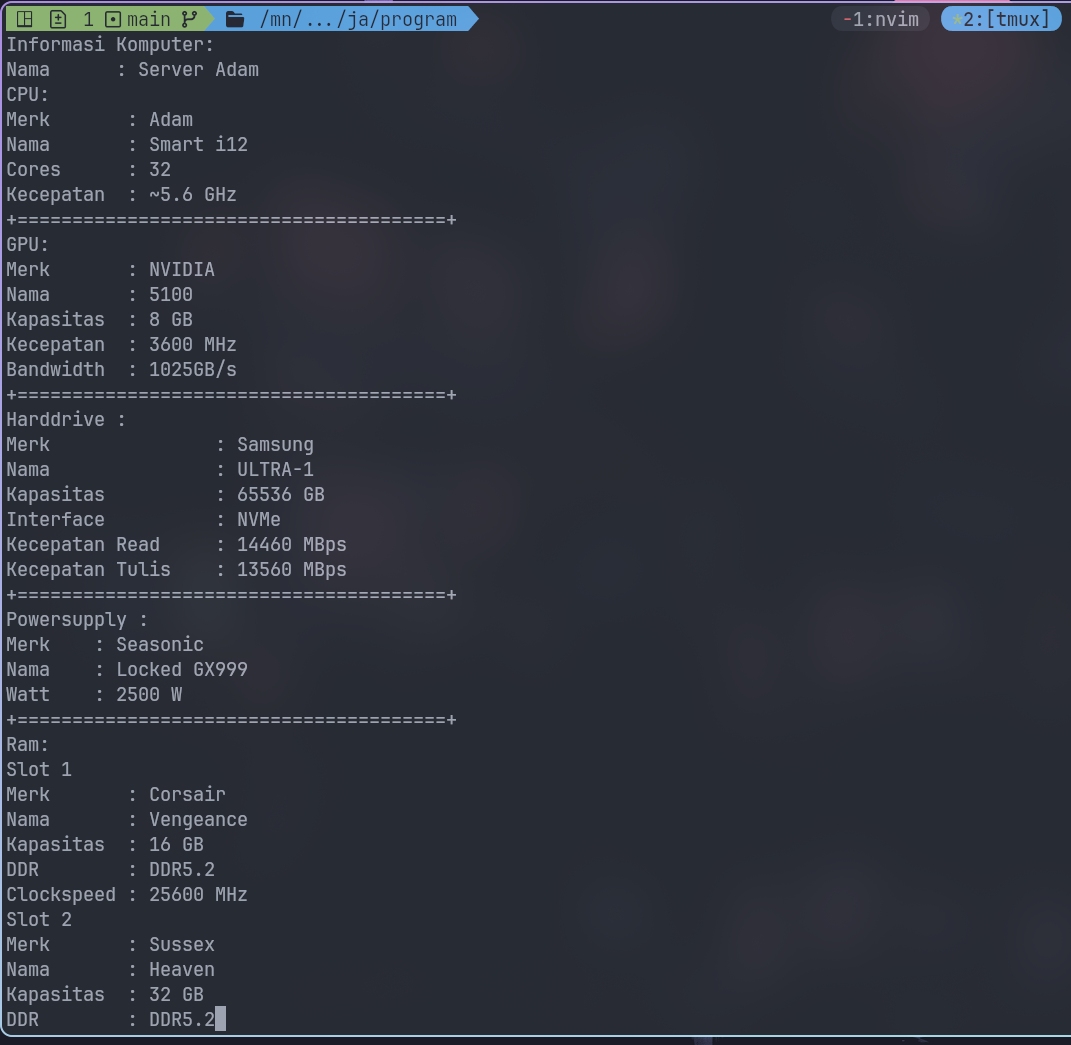 1 main /mn/.../ja/program -1:nvim *2:[tmux]
Informasi Komputer:
Nama      : Server Adam
CPU:
Merk       : Adam
Nama       : Smart i12
Cores      : 32
Kecepatan  : ~5.6 GHz
+=======================================+
GPU:
Merk       : NVIDIA
Nama       : 5100
Kapasitas  : 8 GB
Kecepatan  : 3600 MHz
Bandwidth  : 1025GB/s
+=======================================+
Harddrive :
Merk               : Samsung
Nama               : ULTRA-1
Kapasitas          : 65536 GB
Interface          : NVMe
Kecepatan Read     : 14460 MBps
Kecepatan Tulis    : 13560 MBps
+=======================================+
Powersupply :
Merk    : Seasonic
Nama    : Locked GX999
Watt    : 2500 W
+=======================================+
Ram:
Slot 1
Merk       : Corsair
Nama       : Vengeance
Kapasitas  : 16 GB
DDR        : DDR5.2
Clockspeed : 25600 MHz
Slot 2
Merk       : Sussex
Nama       : Heaven
Kapasitas  : 32 GB
DDR        : DDR5.2